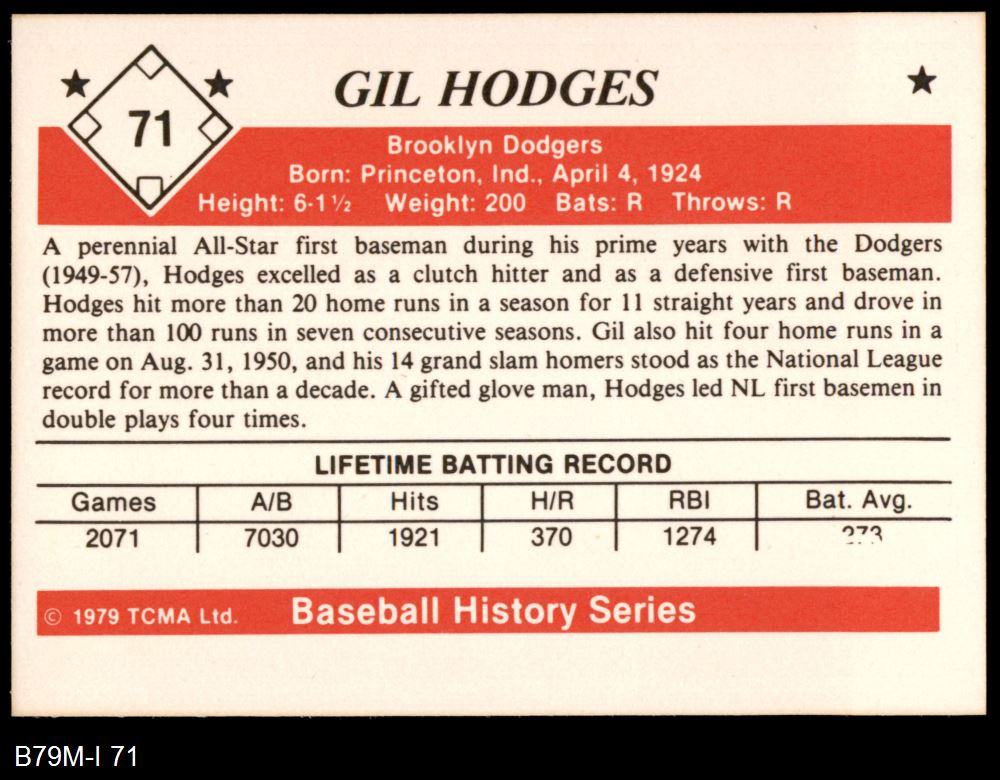 71
GIL HODGES
Brooklyn Dodgers
Born: Princeton, Ind., April 4, 1924
Height: 6-1½ Weight: 200 Bats: R Throws: R
A perennial All-Star first baseman during his prime years with the Dodgers
(1949-57), Hodges excelled as a clutch hitter and as a defensive first baseman.
Hodges hit more than 20 home runs in a season for 11 straight years and drove in
more than 100 runs in seven consecutive seasons. Gil also hit four home runs in a
game on Aug. 31, 1950, and his 14 grand slam homers stood as the National League
record for more than a decade. A gifted glove man, Hodges led NL first basemen in
double plays four times.
LIFETIME BATTING RECORD
Games A/B Hits H/R RBI Bat. Avg.
2071 7030 1921 370 1274 273
© 1979 TCMA Ltd. Baseball History Series
B79M-I 71